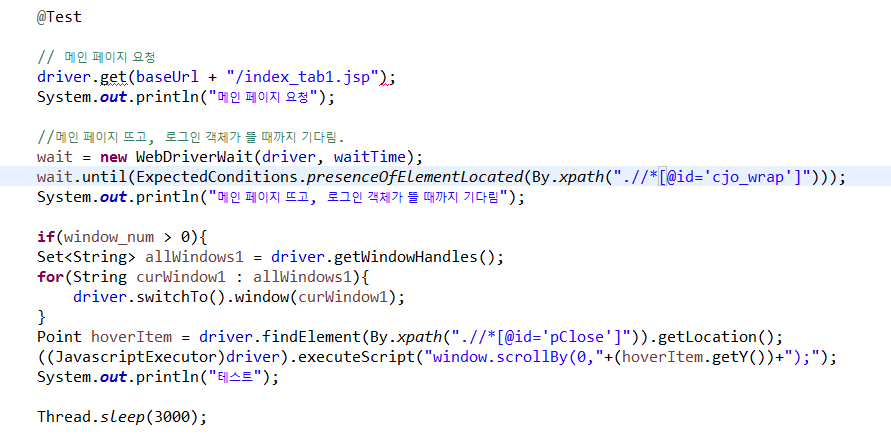 @Test
// 메인 페이지 요청
driver.get(baseUrl + "/index_tab1.jsp");
System.out.println("메인 페이지 요청");
//메인 페이지 뜨고, 로그인 객체가 뜰 때까지 기다림.
wait = new WebDriverWait(driver, waitTime);
wait.until(ExpectedConditions.presenceOfElementLocated(By.xpath(".//*[@id='cjo_wrap']")));
System.out.println("메인 페이지 뜨고, 로그인 객체가 뜰 때까지 기다림");
if(window_num > 0){
Set<String> allWindows1 = driver.getWindowHandles();
for(String curWindow1 : allWindows1){
driver.switchTo().window(curWindow1);
}
Point hoverItem = driver.findElement(By.xpath(".//*[@id='pClose']")).getLocation();
((JavascriptExecutor)driver).executeScript("window.scrollBy(0,"+(hoverItem.getY())+");");
System.out.println("테스트");
Thread.sleep(3000);